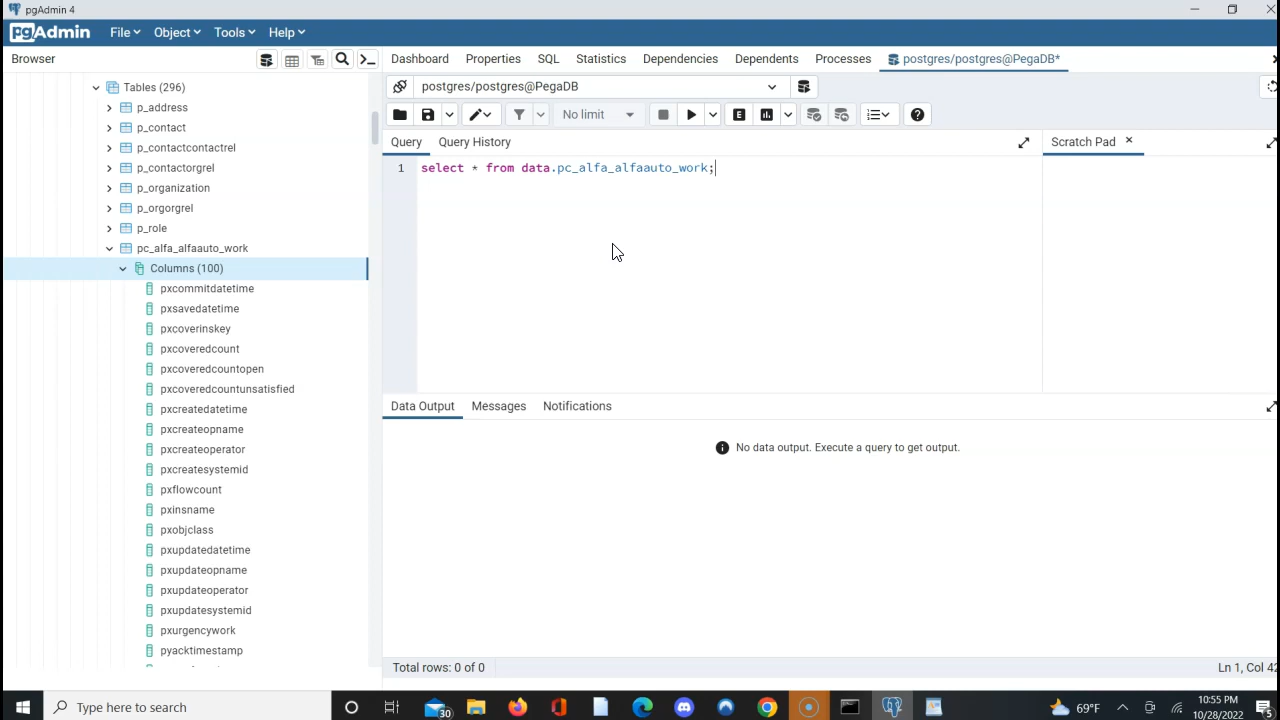 pgAdmin 4
pgAdmin File Object Tools Help
Browser
Dashboard Properties SQL Statistics Dependencies Dependents Processes postgres/postgres@PegaDB*
Tables (296)
p_address
p_contact
p_contactcontactrel
p_contactorgrel
p_organization
p_orgorgrel
p_role
pc_alfa_alfaauto_work
Columns (100)
pxcommitdatetime
pxsavedatetime
pxcoverinskey
pxcoveredcount
pxcoveredcountopen
pxcoveredcountunsatisfied
pxcreatedatetime
pxcreateopname
pxcreateoperator
pxcreatesystemid
pxflowcount
pxinsname
pxobjclass
pxupdatedatetime
pxupdateopname
pxupdateoperator
pxupdatesystemid
pxurgencywork
pyacktimestamp
postgres/postgres@PegaDB
No limit
E
Query Query History
Scratch Pad
1 select * from data.pc_alfa_alfaauto_work;
Data Output Messages Notifications
No data output. Execute a query to get output.
Total rows: 0 of 0
Ln 1, Col 42
Type here to search
30
69°F
10:55 PM
10/28/2022
5